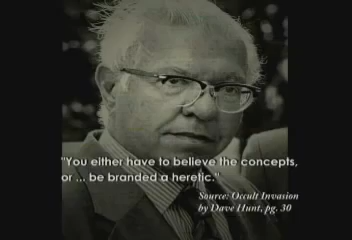 "You either have to believe the concepts,
or ... be branded a heretic."
Source: Occult Invasion
by Dave Hunt, pg. 30